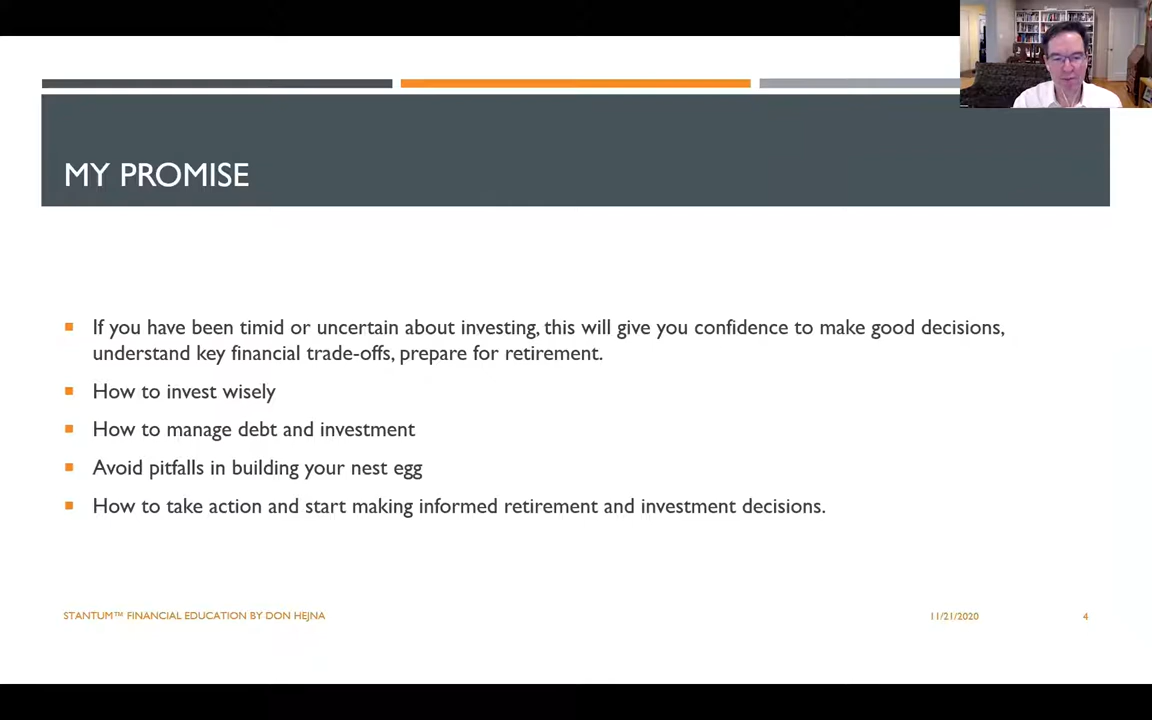 MY PROMISE
If you have been timid or uncertain about investing, this will give you confidence to make good decisions,
understand key financial trade-offs, prepare for retirement.
How to invest wisely
How to manage debt and investment
Avoid pitfalls in building your nest egg
How to take action and start making informed retirement and investment decisions.
STANTUM™ FINANCIAL EDUCATION BY DON HEJNA
11/21/2020
4